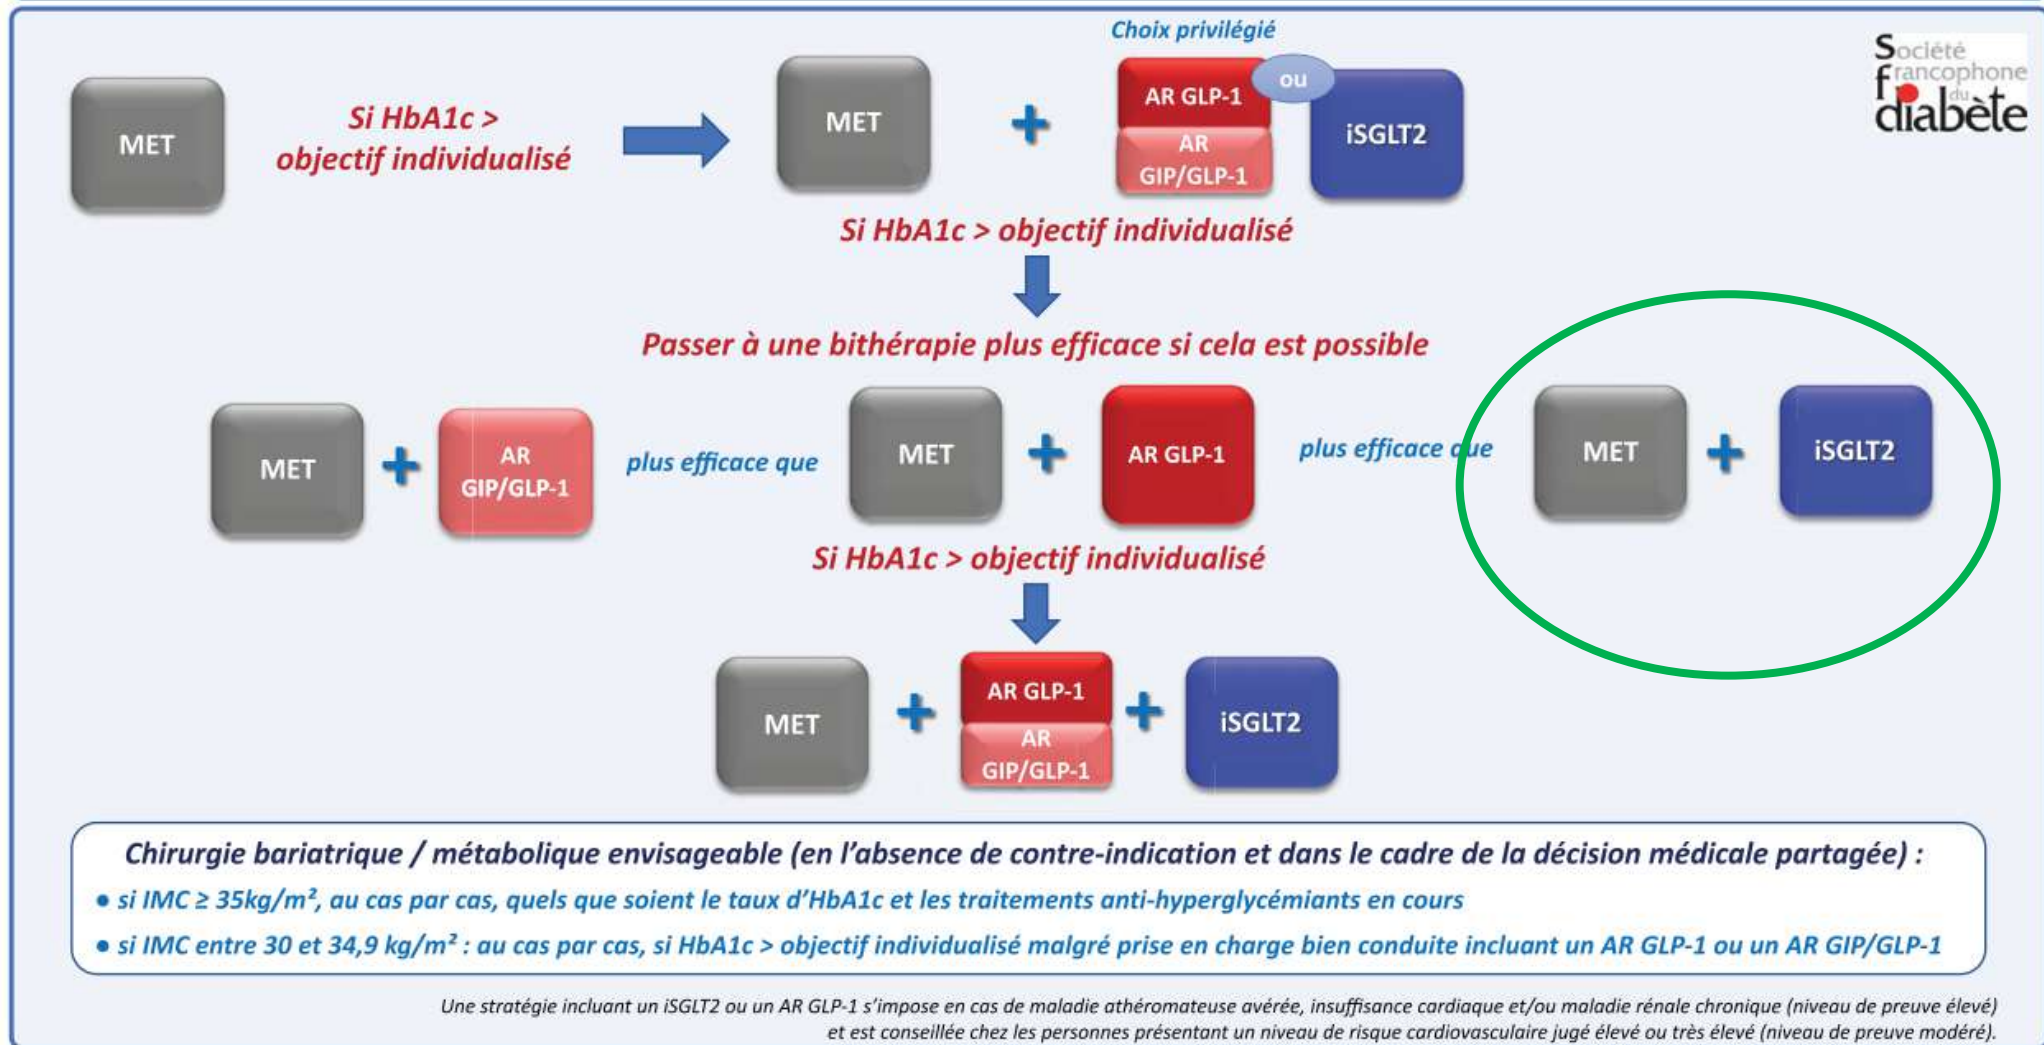 Choix privilégié
Société
francophone
du
diabète
MET
Si HbA1c >
objectif individualisé
MET
+
AR GLP-1
AR
GIP/GLP-1
ou
iSGLT2
Si HbA1c > objectif individualisé
Passer à une bithérapie plus efficace si cela est possible
MET
+
AR
GIP/GLP-1
plus efficace que
MET
+
AR GLP-1
plus efficace que
MET
+
iSGLT2
Si HbA1c > objectif individualisé
MET
+
AR GLP-1
AR
GIP/GLP-1
+
iSGLT2
Chirurgie bariatrique / métabolique envisageable (en l’absence de contre-indication et dans le cadre de la décision médicale partagée) :
● si IMC ≥ 35kg/m², au cas par cas, quels que soient le taux d’HbA1c et les traitements anti-hyperglycémiants en cours
● si IMC entre 30 et 34,9 kg/m² : au cas par cas, si HbA1c > objectif individualisé malgré prise en charge bien conduite incluant un AR GLP-1 ou un AR GIP/GLP-1
Une stratégie incluant un iSGLT2 ou un AR GLP-1 s’impose en cas de maladie athéromateuse avérée, insuffisance cardiaque et/ou maladie rénale chronique (niveau de preuve élevé)
et est conseillée chez les personnes présentant un niveau de risque cardiovasculaire jugé élevé ou très élevé (niveau de preuve modéré).